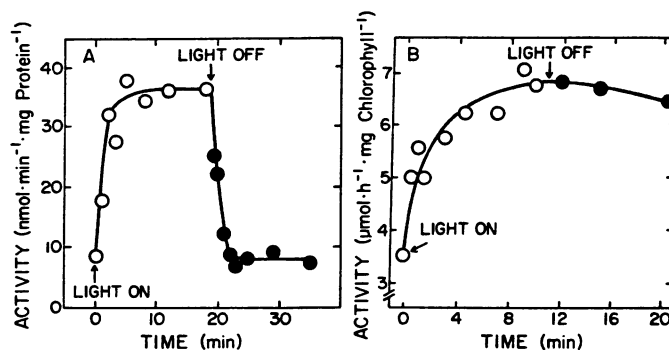 A
LIGHT OFF
LIGHT ON
40
30
20
10
0
0 10 20 30
TIME (min)
ACTIVITY (nmol·min⁻¹·mg Protein⁻¹)
B
LIGHT OFF
LIGHT ON
7
6
5
4
3
0 4 8 12 16 20
TIME (min)
ACTIVITY (μmol·h⁻¹·mg Chlorophyll⁻¹)